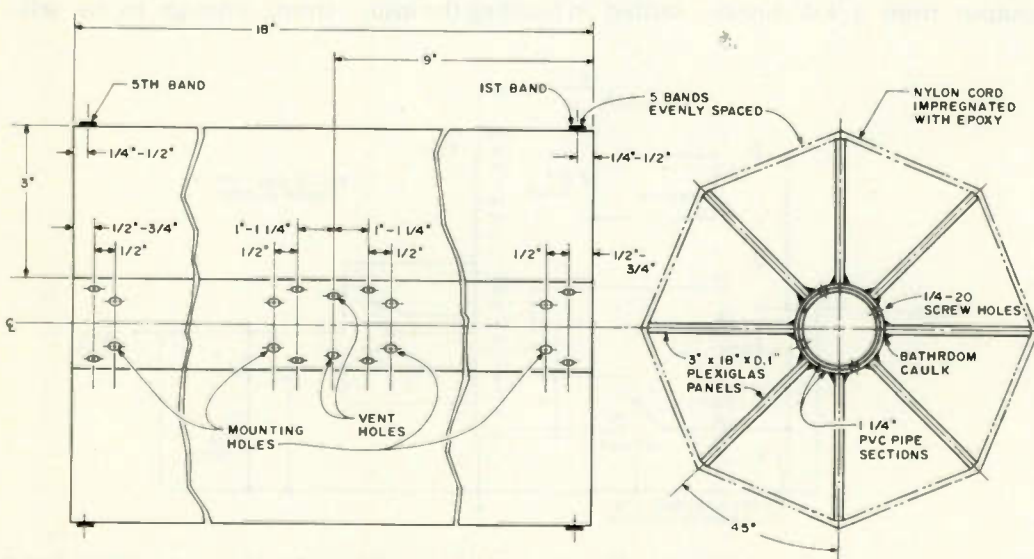 18"
9"
5TH BAND
1ST BAND
5 BANDS
EVENLY SPACED
NYLON CORD
IMPREGNATED
WITH EPOXY
1/4"-1/2"
1/4"-1/2"
3"
1/2"-3/4"
1"-1 1/4"
1"-1 1/4"
1/2"
1/2"
1/2"
1/2"
1/2"-
3/4"
℄
MOUNTING
HOLES
VENT
HOLES
1/4-20
SCREW HOLES
3" x 18" x 0.1"
PLEXIGLAS
PANELS
BATHROOM
CAULK
1 1/4"
PVC PIPE
SECTIONS
45°